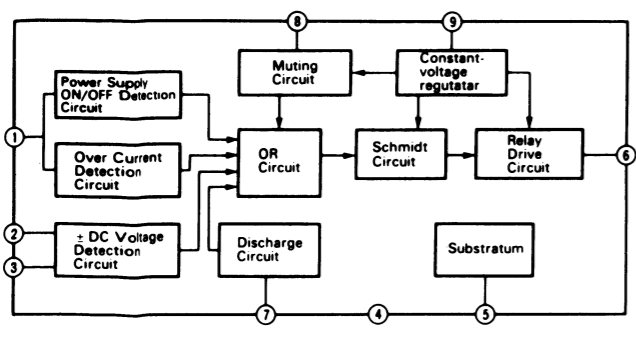 8
9
Power Supply
ON/OFF Detection
Circuit
Muting
Circuit
Constant-
voltage
regutatar
1
Over Current
Detection
Circuit
OR
Circuit
Schmidt
Circuit
Relay
Drive
Circuit
6
2
3
± DC Voltage
Detection
Circuit
Discharge
Circuit
Substratum
7
4
5